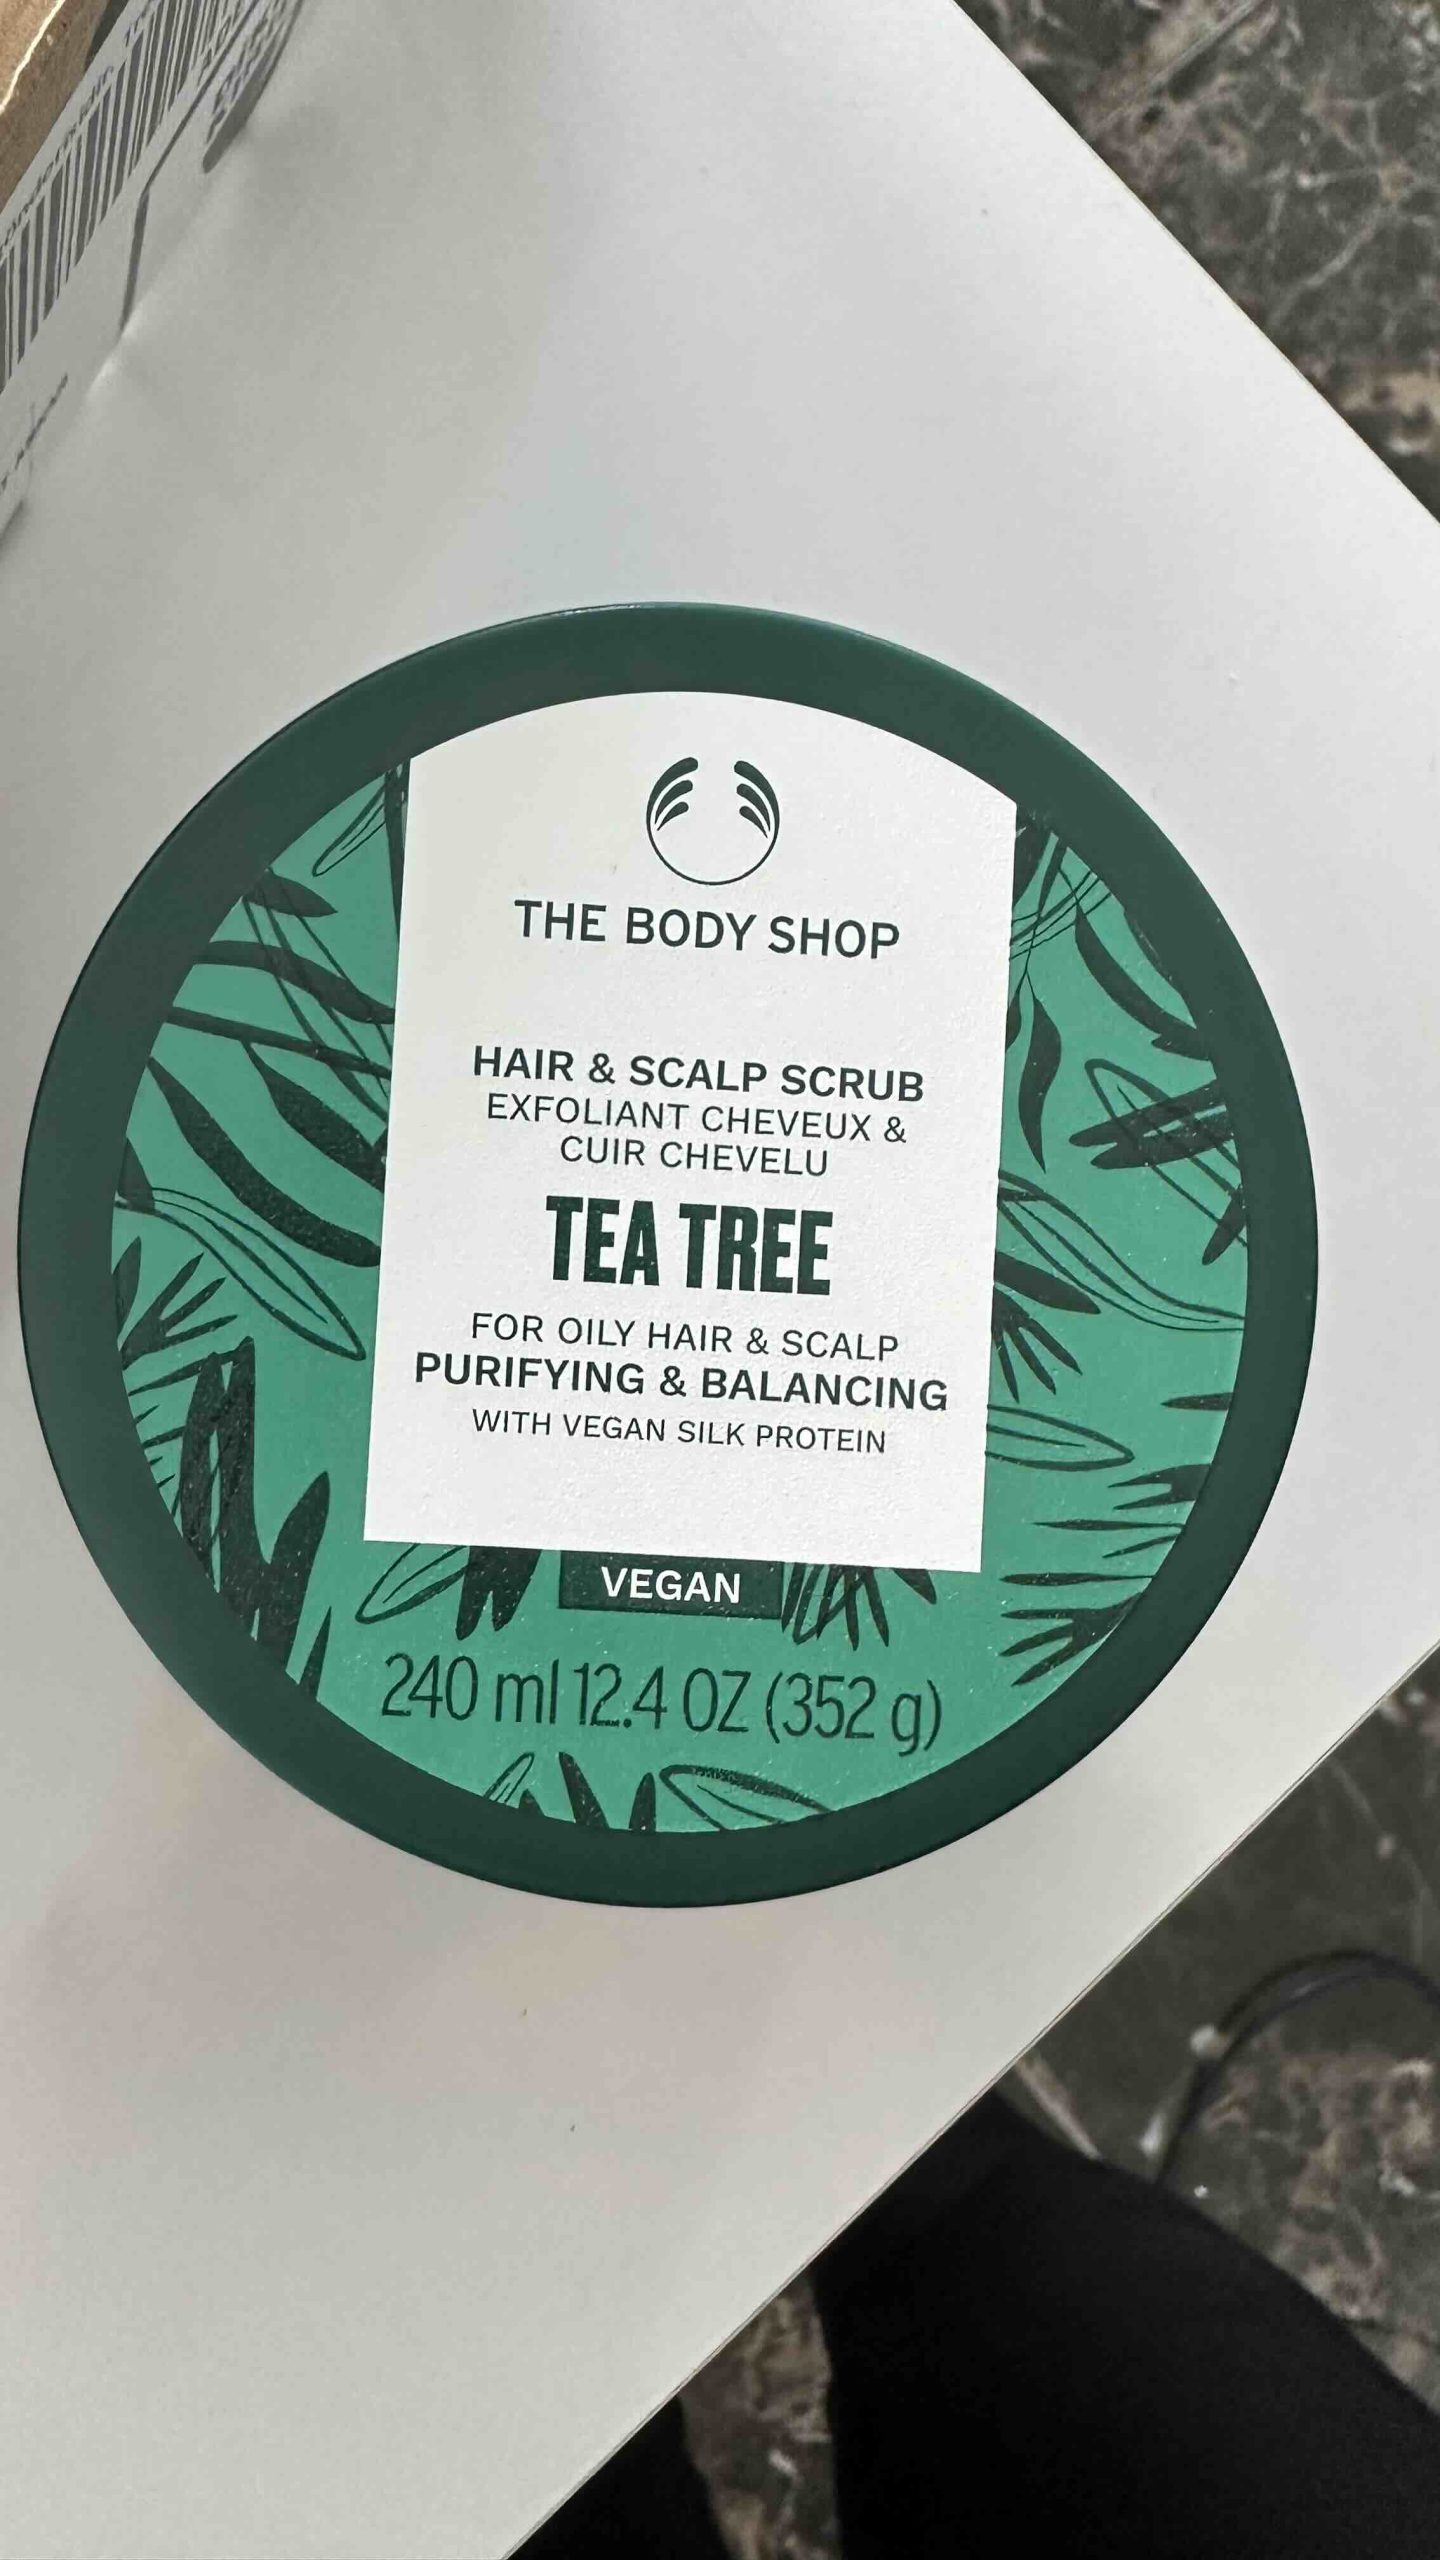 THE BODY SHOP
HAIR & SCALP SCRUB
EXFOLIANT CHEVEUX &
CUIR CHEVELU
TEA TREE
FOR OILY HAIR & SCALP
PURIFYING & BALANCING
WITH VEGAN SILK PROTEIN
VEGAN
240 ml 12.4 OZ (352 g)